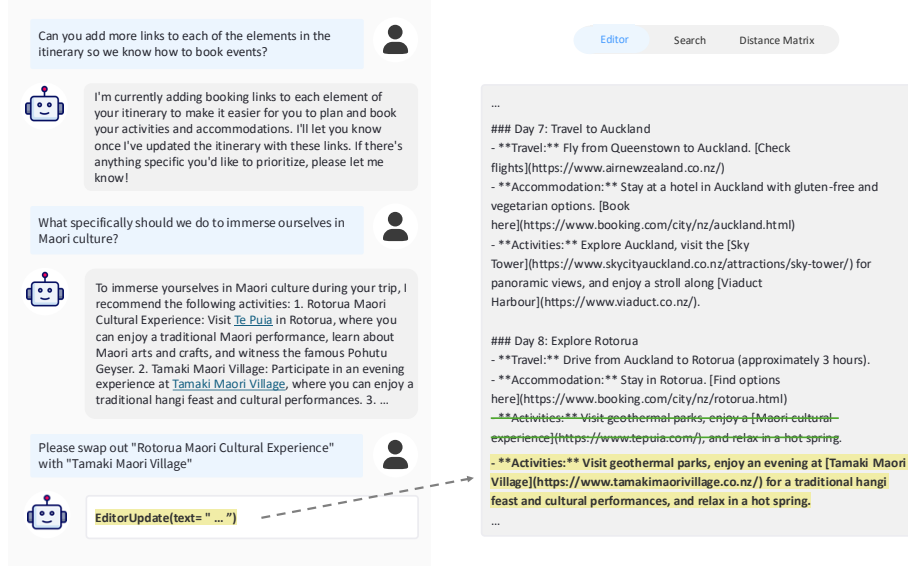 Can you add more links to each of the elements in the
itinerary so we know how to book events?
I'm currently adding booking links to each element of
your itinerary to make it easier for you to plan and book
your activities and accommodations. I'll let you know
once I've updated the itinerary with these links. If there's
anything specific you'd like to prioritize, please let me
know!
What specifically should we do to immerse ourselves in
Maori culture?
To immerse yourselves in Maori culture during your trip, I
recommend the following activities: 1. Rotorua Maori
Cultural Experience: Visit Te Puia in Rotorua, where you
can enjoy a traditional Maori performance, learn about
Maori arts and crafts, and witness the famous Pohutu
Geyser. 2. Tamaki Maori Village: Participate in an evening
experience at Tamaki Maori Village, where you can enjoy a
traditional hangi feast and cultural performances. 3. ...
Please swap out "Rotorua Maori Cultural Experience"
with "Tamaki Maori Village"
EditorUpdate(text= " ... ")
Editor
Search
Distance Matrix
...
### Day 7: Travel to Auckland
- **Travel:** Fly from Queenstown to Auckland. [Check
flights](https://www.airnewzealand.co.nz/)
- **Accommodation:** Stay at a hotel in Auckland with gluten-free and
vegetarian options. [Book
here](https://www.booking.com/city/nz/auckland.html)
- **Activities:** Explore Auckland, visit the [Sky
Tower](https://www.skycityauckland.co.nz/attractions/sky-tower/) for
panoramic views, and enjoy a stroll along [Viaduct
Harbour](https://www.viaduct.co.nz/).
### Day 8: Explore Rotorua
- **Travel:** Drive from Auckland to Rotorua (approximately 3 hours).
- **Accommodation:** Stay in Rotorua. [Find options
here](https://www.booking.com/city/nz/rotorua.html)
- **Activities:** Visit geothermal parks, enjoy a [Maori cultural
experience](https://www.tepuia.com/), and relax in a hot spring.
- **Activities:** Visit geothermal parks, enjoy an evening at [Tamaki Maori
Village](https://www.tamakimaorivillage.co.nz/) for a traditional hangi
feast and cultural performances, and relax in a hot spring.
...